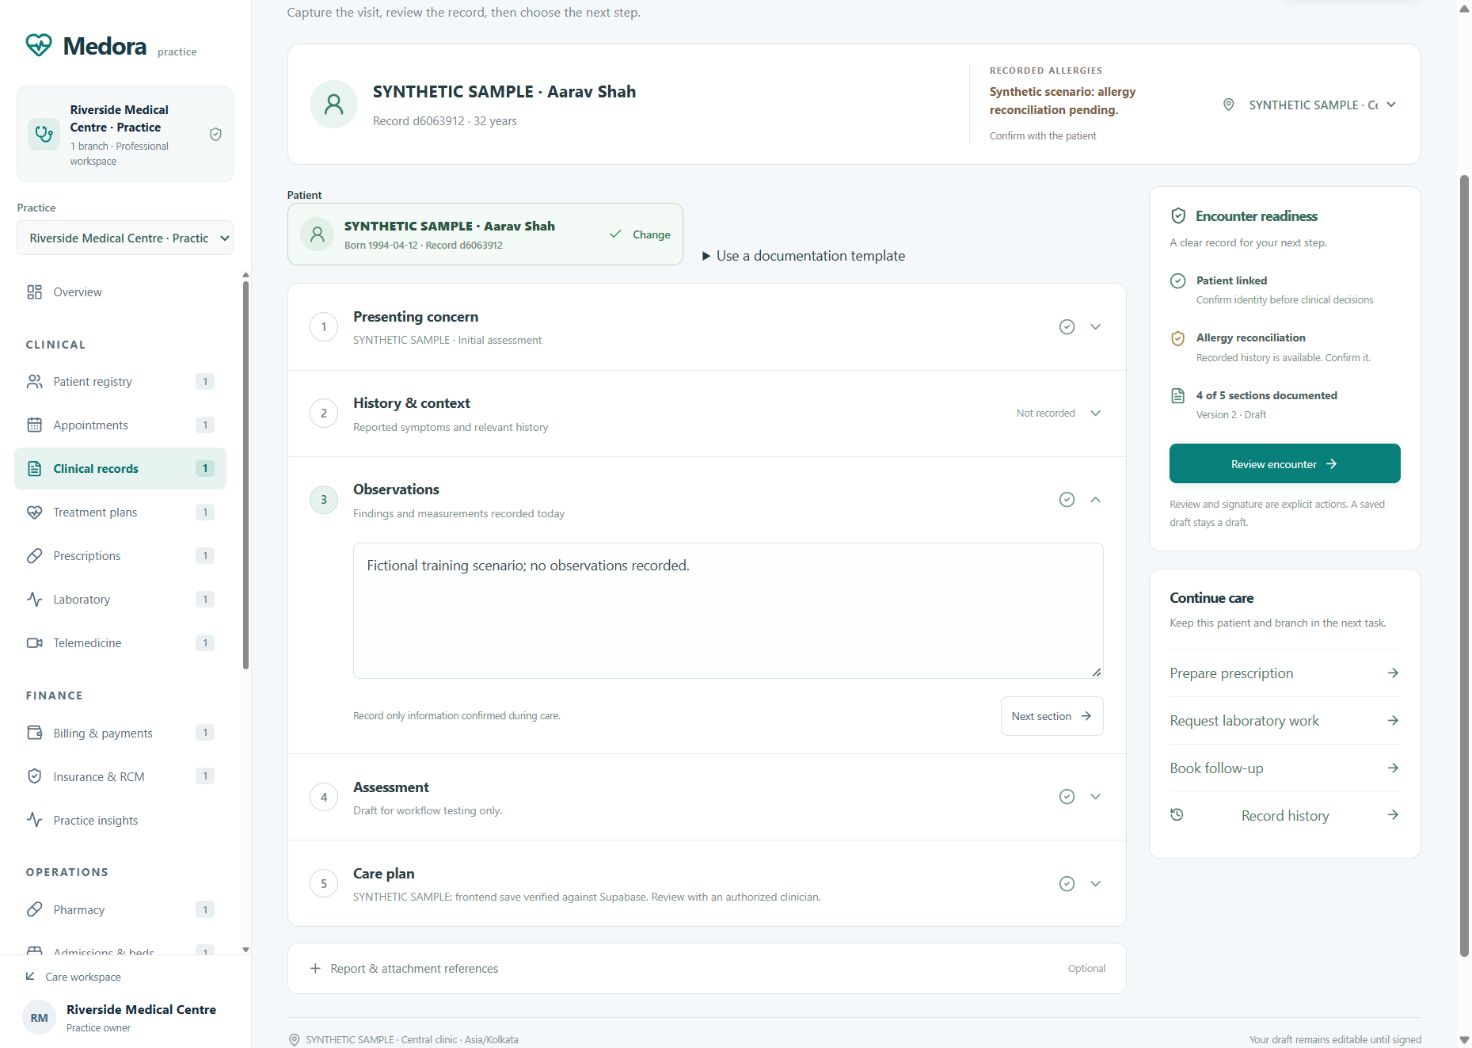 Medora practice
Riverside Medical
Centre · Practice
1 branch · Professional
workspace
Practice
Riverside Medical Centre · Practic
Overview
CLINICAL
Patient registry 1
Appointments 1
Clinical records 1
Treatment plans 1
Prescriptions 1
Laboratory 1
Telemedicine 1
FINANCE
Billing & payments 1
Insurance & RCM 1
Practice insights
OPERATIONS
Pharmacy 1
Admissions & beds 1
Care workspace
RM
Riverside Medical Centre
Practice owner
Capture the visit, review the record, then choose the next step.
SYNTHETIC SAMPLE · Aarav Shah
Record d6063912 · 32 years
RECORDED ALLERGIES
Synthetic scenario: allergy
reconciliation pending.
Confirm with the patient
SYNTHETIC SAMPLE · Ce
Patient
SYNTHETIC SAMPLE · Aarav Shah
Born 1994-04-12 · Record d6063912
Change
Use a documentation template
1
Presenting concern
SYNTHETIC SAMPLE · Initial assessment
2
History & context
Reported symptoms and relevant history
Not recorded
3
Observations
Findings and measurements recorded today
Fictional training scenario; no observations recorded.
Record only information confirmed during care.
Next section
4
Assessment
Draft for workflow testing only.
5
Care plan
SYNTHETIC SAMPLE: frontend save verified against Supabase. Review with an authorized clinician.
Report & attachment references
Optional
Encounter readiness
A clear record for your next step.
Patient linked
Confirm identity before clinical decisions
Allergy reconciliation
Recorded history is available. Confirm it.
4 of 5 sections documented
Version 2 · Draft
Review encounter
Review and signature are explicit actions. A saved
draft stays a draft.
Continue care
Keep this patient and branch in the next task.
Prepare prescription
Request laboratory work
Book follow-up
Record history
SYNTHETIC SAMPLE · Central clinic · Asia/Kolkata
Your draft remains editable until signed